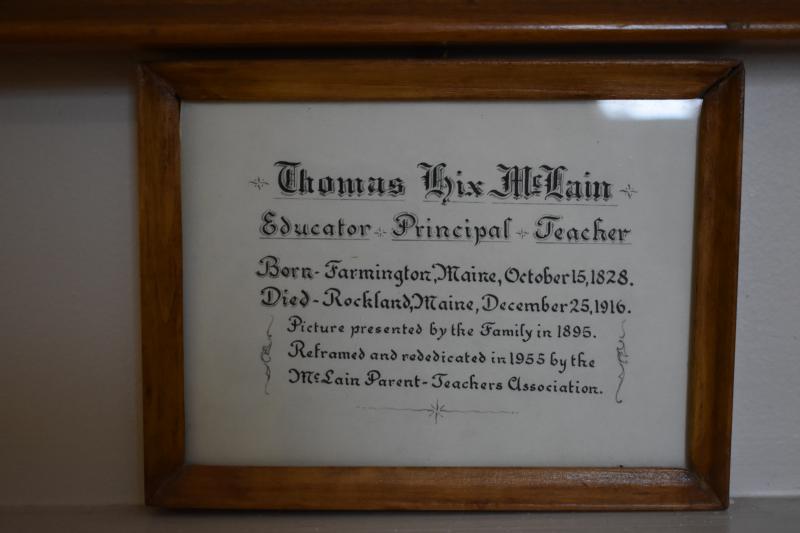 Thomas Hix McLain
Educator Principal Teacher
Born-Farmington, Maine, October 15, 1828.
Died-Rockland, Maine, December 25, 1916.
Picture presented by the Family in 1895.
Reframed and rededicated in 1955 by the
McLain Parent-Teachers Association.